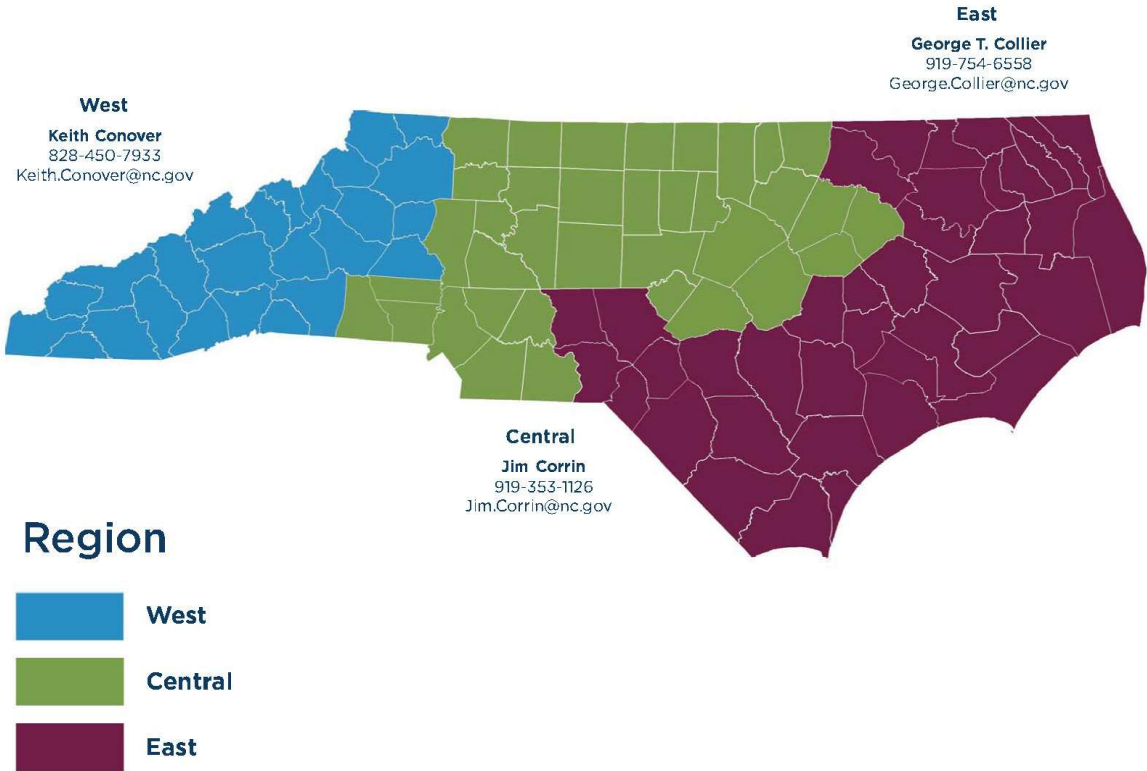 East
George T. Collier
919-754-6558
George.Collier@nc.gov
West
Keith Conover
828-450-7933
Keith.Conover@nc.gov
Central
Jim Corrin
919-353-1126
Jim.Corrin@nc.gov
Region
West
Central
East